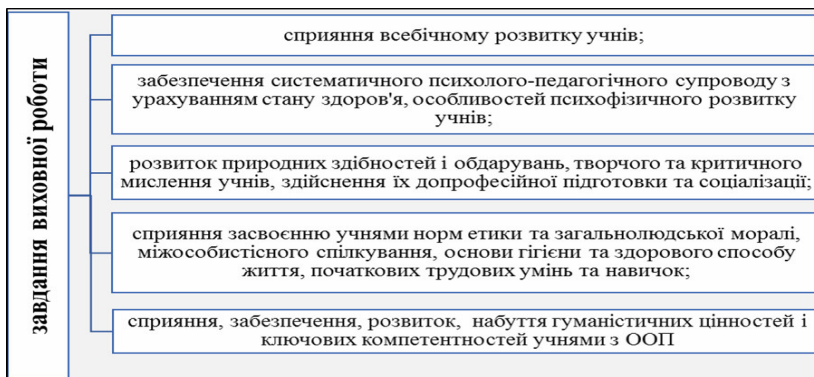 завдання виховної роботи
сприяння всебічному розвитку учнів;
забезпечення систематичного психолого-педагогічного супроводу з
урахуванням стану здоров'я, особливостей психофізичного розвитку
учнів;
розвиток природних здібностей і обдарувань, творчого та критичного
мислення учнів, здійснення їх допрофесійної підготовки та соціалізації;
сприяння засвоєнню учнями норм етики та загальнолюдської моралі,
міжособистісного спілкування, основи гігієни та здорового способу
життя, початкових трудових умінь та навичок;
сприяння, забезпечення, розвиток, набуття гуманістичних цінностей і
ключових компетентностей учнями з ООП